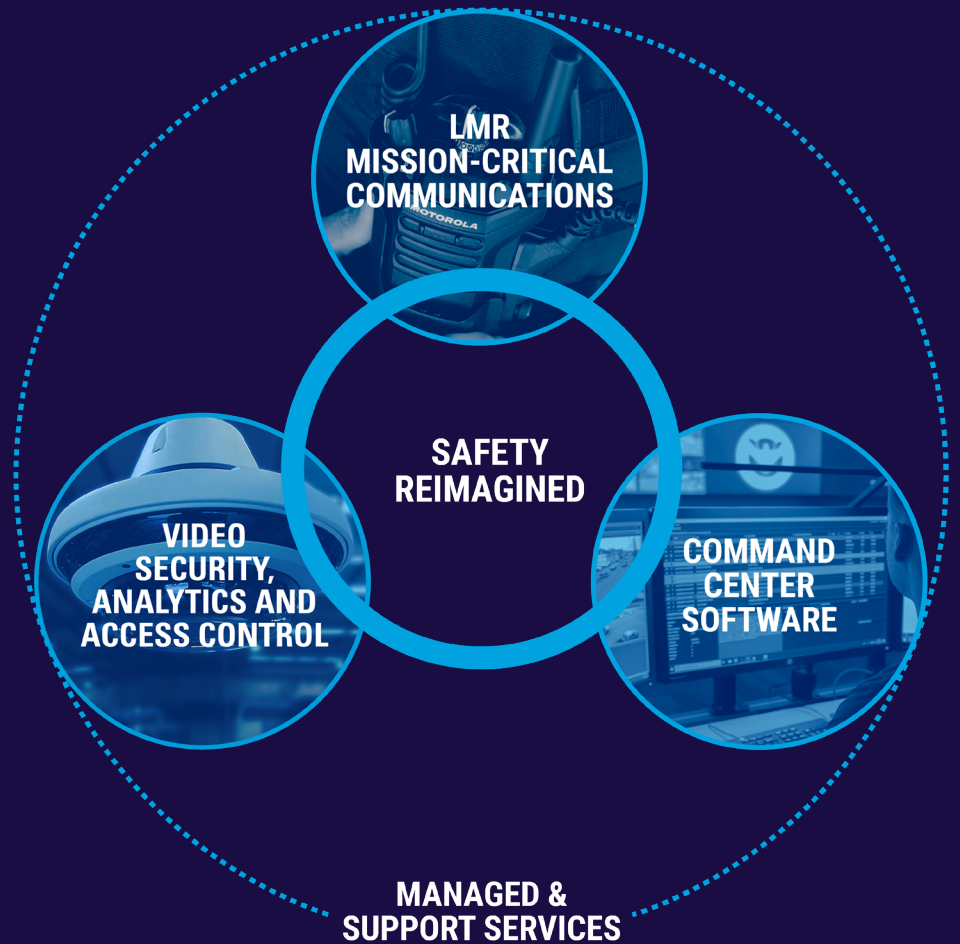 LMR
MISSION-CRITICAL
COMMUNICATIONS
MOTOROLA
SAFETY
REIMAGINED
VIDEO
SECURITY,
ANALYTICS AND
ACCESS CONTROL
COMMAND
CENTER
SOFTWARE
MANAGED &
SUPPORT SERVICES